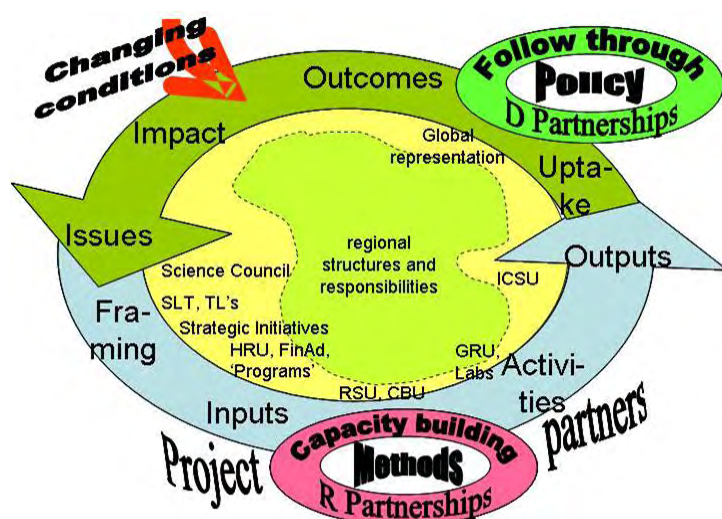 Changing
conditions
Outcomes
Follow through
Policy
D Partnerships
Impact
Global
representation
Upta-
ke
Issues
regional
structures and
responsibilities
Science Council
ICSU
Outputs
SLT, TL's
Strategic Initiatives
HRU, FinAd,
'Programs'
Fra-
ming
GRU,
Labs
Activi-
ties
RSU, CBU
Inputs
Project
partners
Capacity building
Methods
R Partnerships